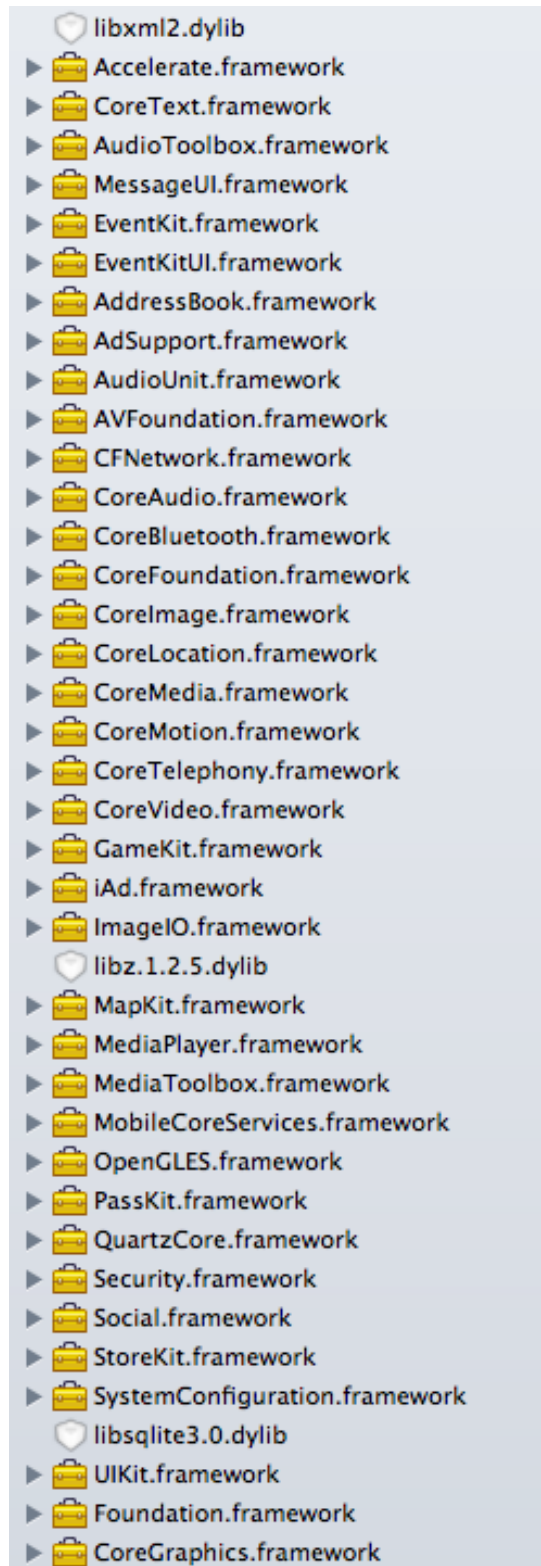 libxml2.dylib
Accelerate.framework
CoreText.framework
AudioToolbox.framework
MessageUI.framework
EventKit.framework
EventKitUI.framework
AddressBook.framework
AdSupport.framework
AudioUnit.framework
AVFoundation.framework
CFNetwork.framework
CoreAudio.framework
CoreBluetooth.framework
CoreFoundation.framework
CoreImage.framework
CoreLocation.framework
CoreMedia.framework
CoreMotion.framework
CoreTelephony.framework
CoreVideo.framework
GameKit.framework
iAd.framework
ImageIO.framework
libz.1.2.5.dylib
MapKit.framework
MediaPlayer.framework
MediaToolbox.framework
MobileCoreServices.framework
OpenGLES.framework
PassKit.framework
QuartzCore.framework
Security.framework
Social.framework
StoreKit.framework
SystemConfiguration.framework
libsqlite3.0.dylib
UIKit.framework
Foundation.framework
CoreGraphics.framework